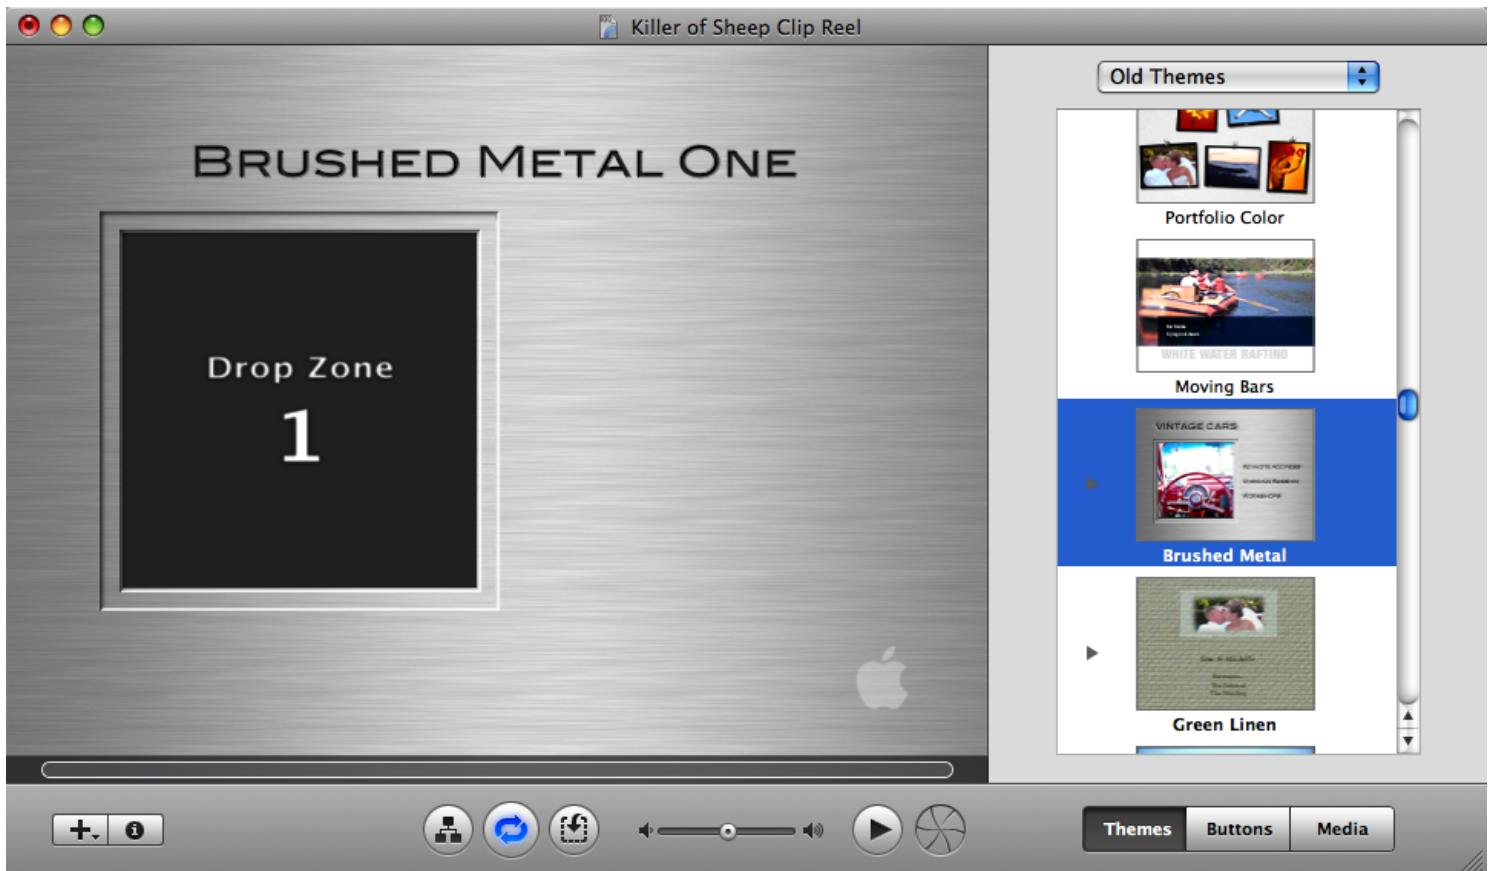 Killer of Sheep Clip Reel
Old Themes
BRUSHED METAL ONE
Drop Zone
1
Portfolio Color
WHITE WATER RAFTING
Moving Bars
VINTAGE CARS
Brushed Metal
Green Linen
Themes
Buttons
Media